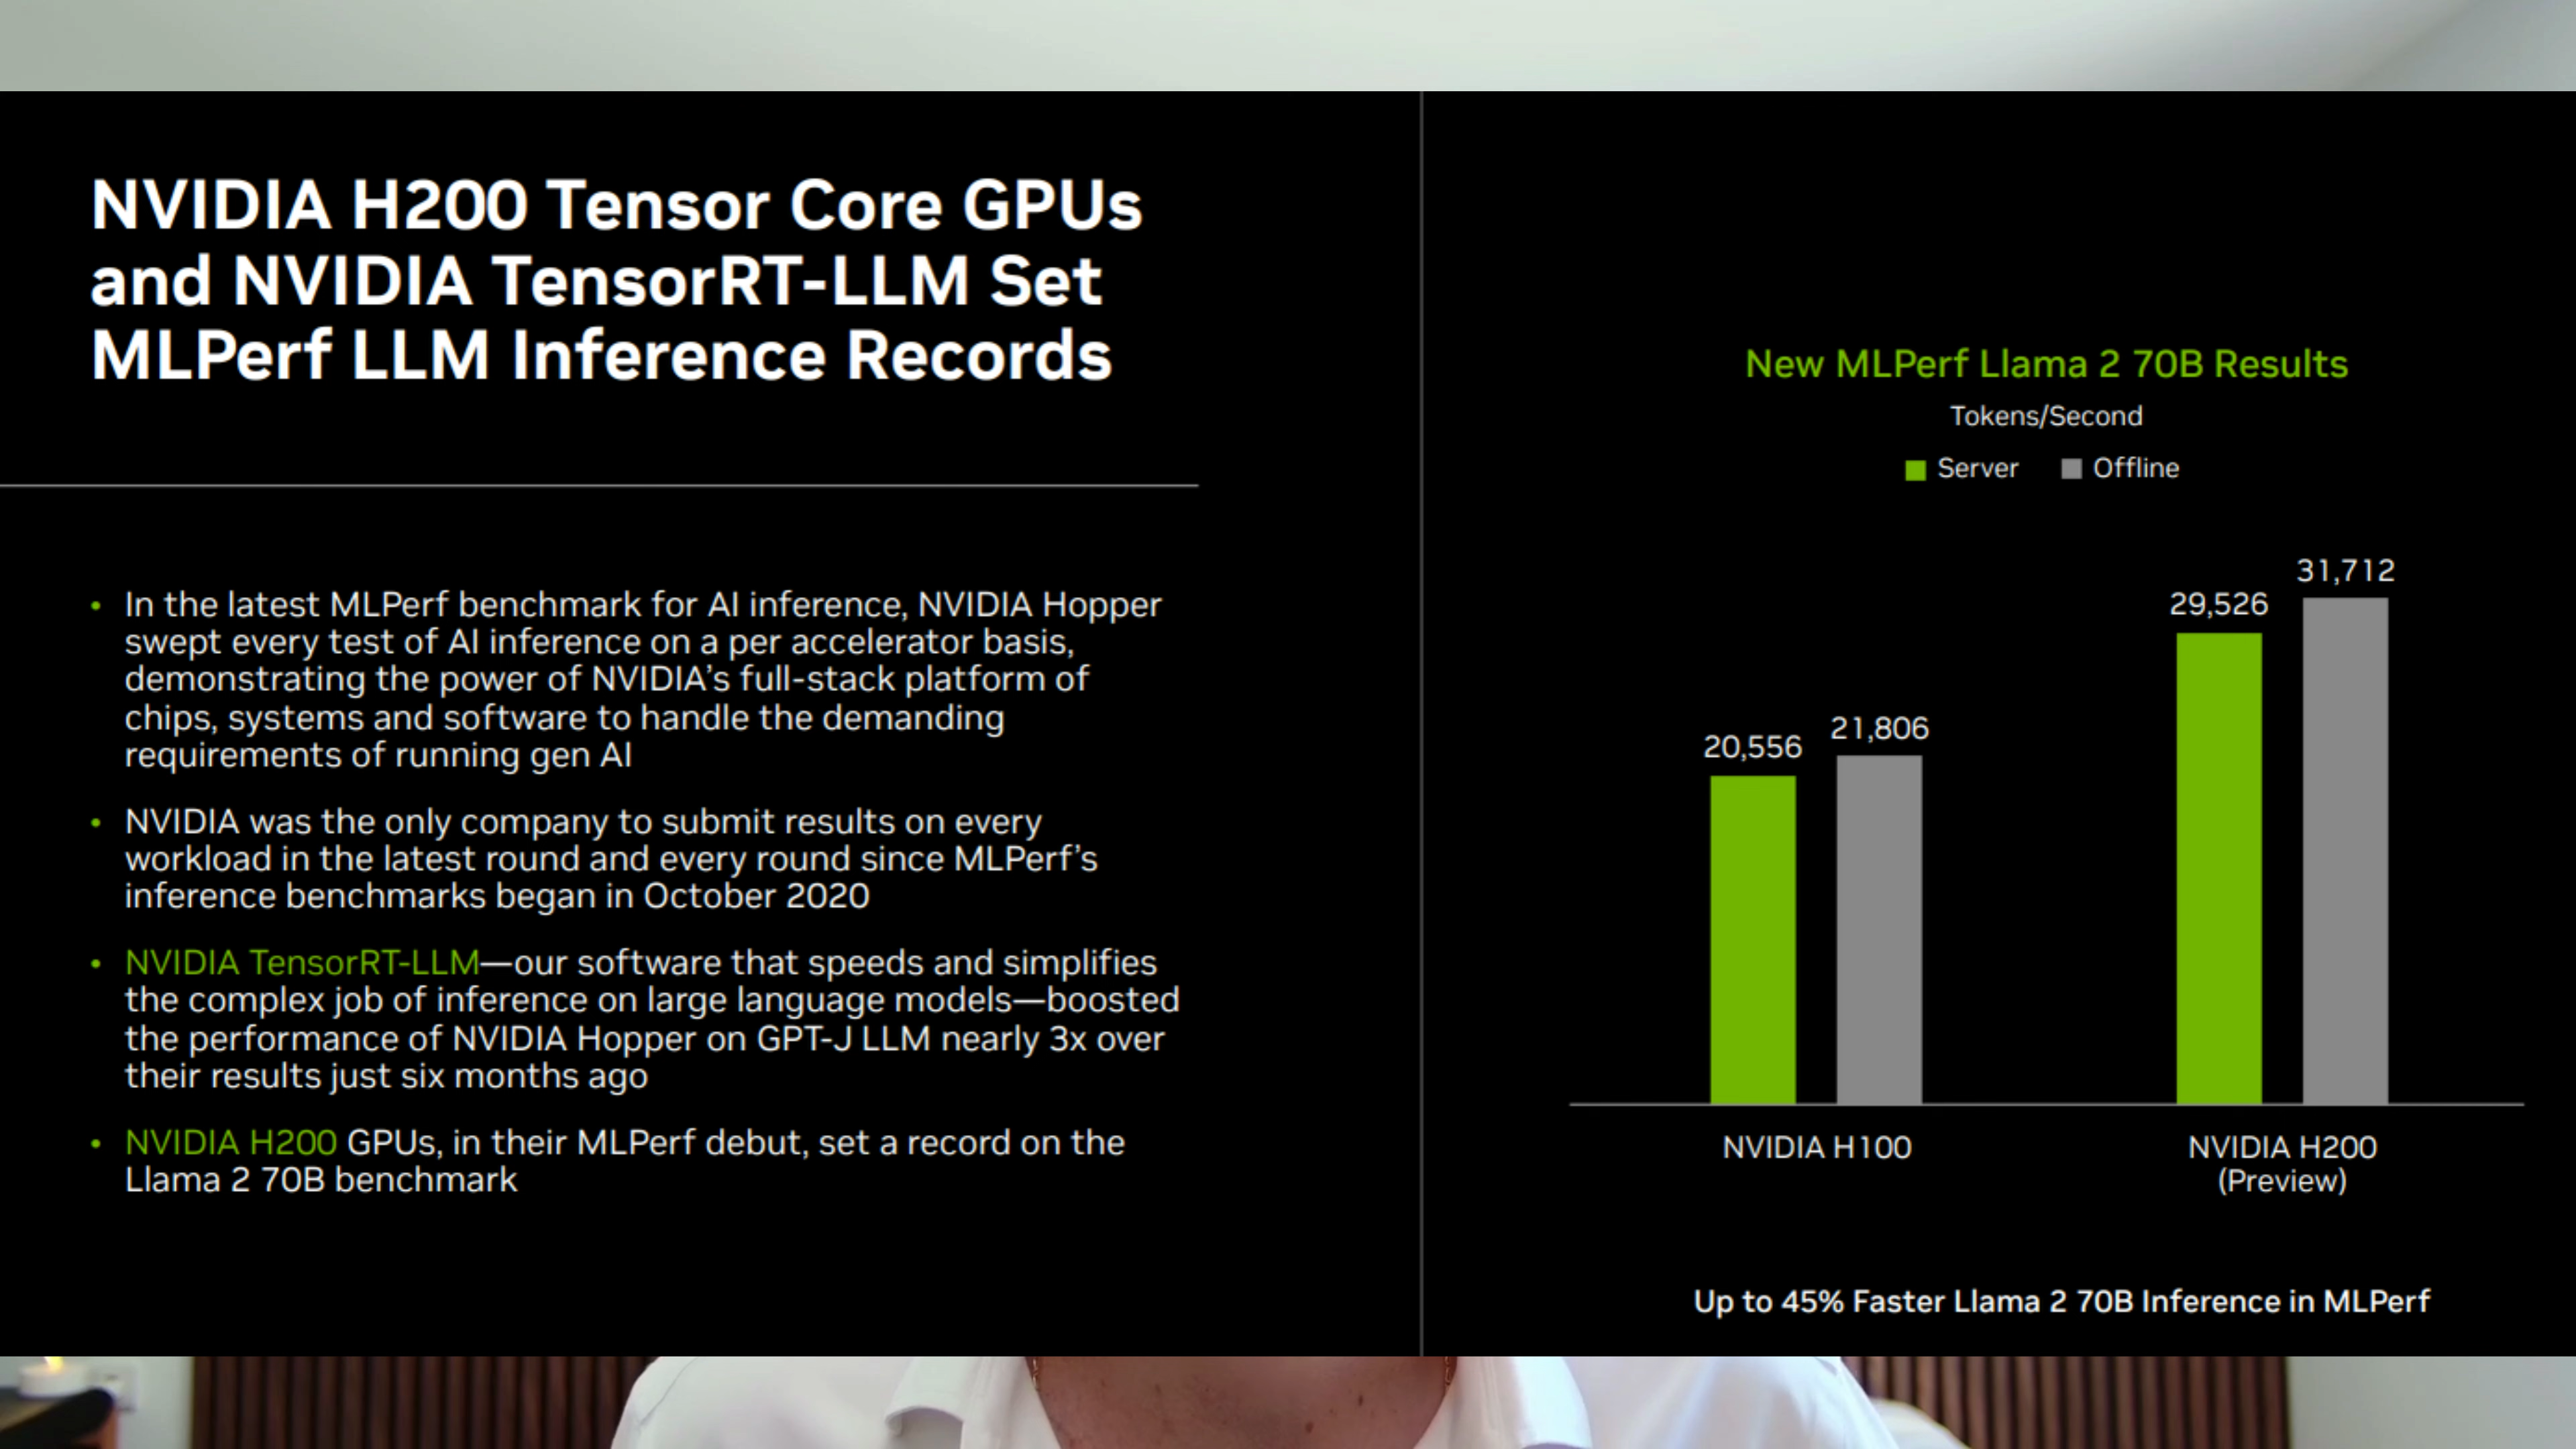 NVIDIA H200 Tensor Core GPUs
and NVIDIA TensorRT-LLM Set
MLPerf LLM Inference Records
• In the latest MLPerf benchmark for AI inference, NVIDIA Hopper
swept every test of AI inference on a per accelerator basis,
demonstrating the power of NVIDIA’s full-stack platform of
chips, systems and software to handle the demanding
requirements of running gen AI
• NVIDIA was the only company to submit results on every
workload in the latest round and every round since MLPerf’s
inference benchmarks began in October 2020
• NVIDIA TensorRT-LLM—our software that speeds and simplifies
the complex job of inference on large language models—boosted
the performance of NVIDIA Hopper on GPT-J LLM nearly 3x over
their results just six months ago
• NVIDIA H200 GPUs, in their MLPerf debut, set a record on the
Llama 2 70B benchmark
New MLPerf Llama 2 70B Results
Tokens/Second
Server Offline
20,556 21,806 29,526 31,712
NVIDIA H100 NVIDIA H200
(Preview)
Up to 45% Faster Llama 2 70B Inference in MLPerf